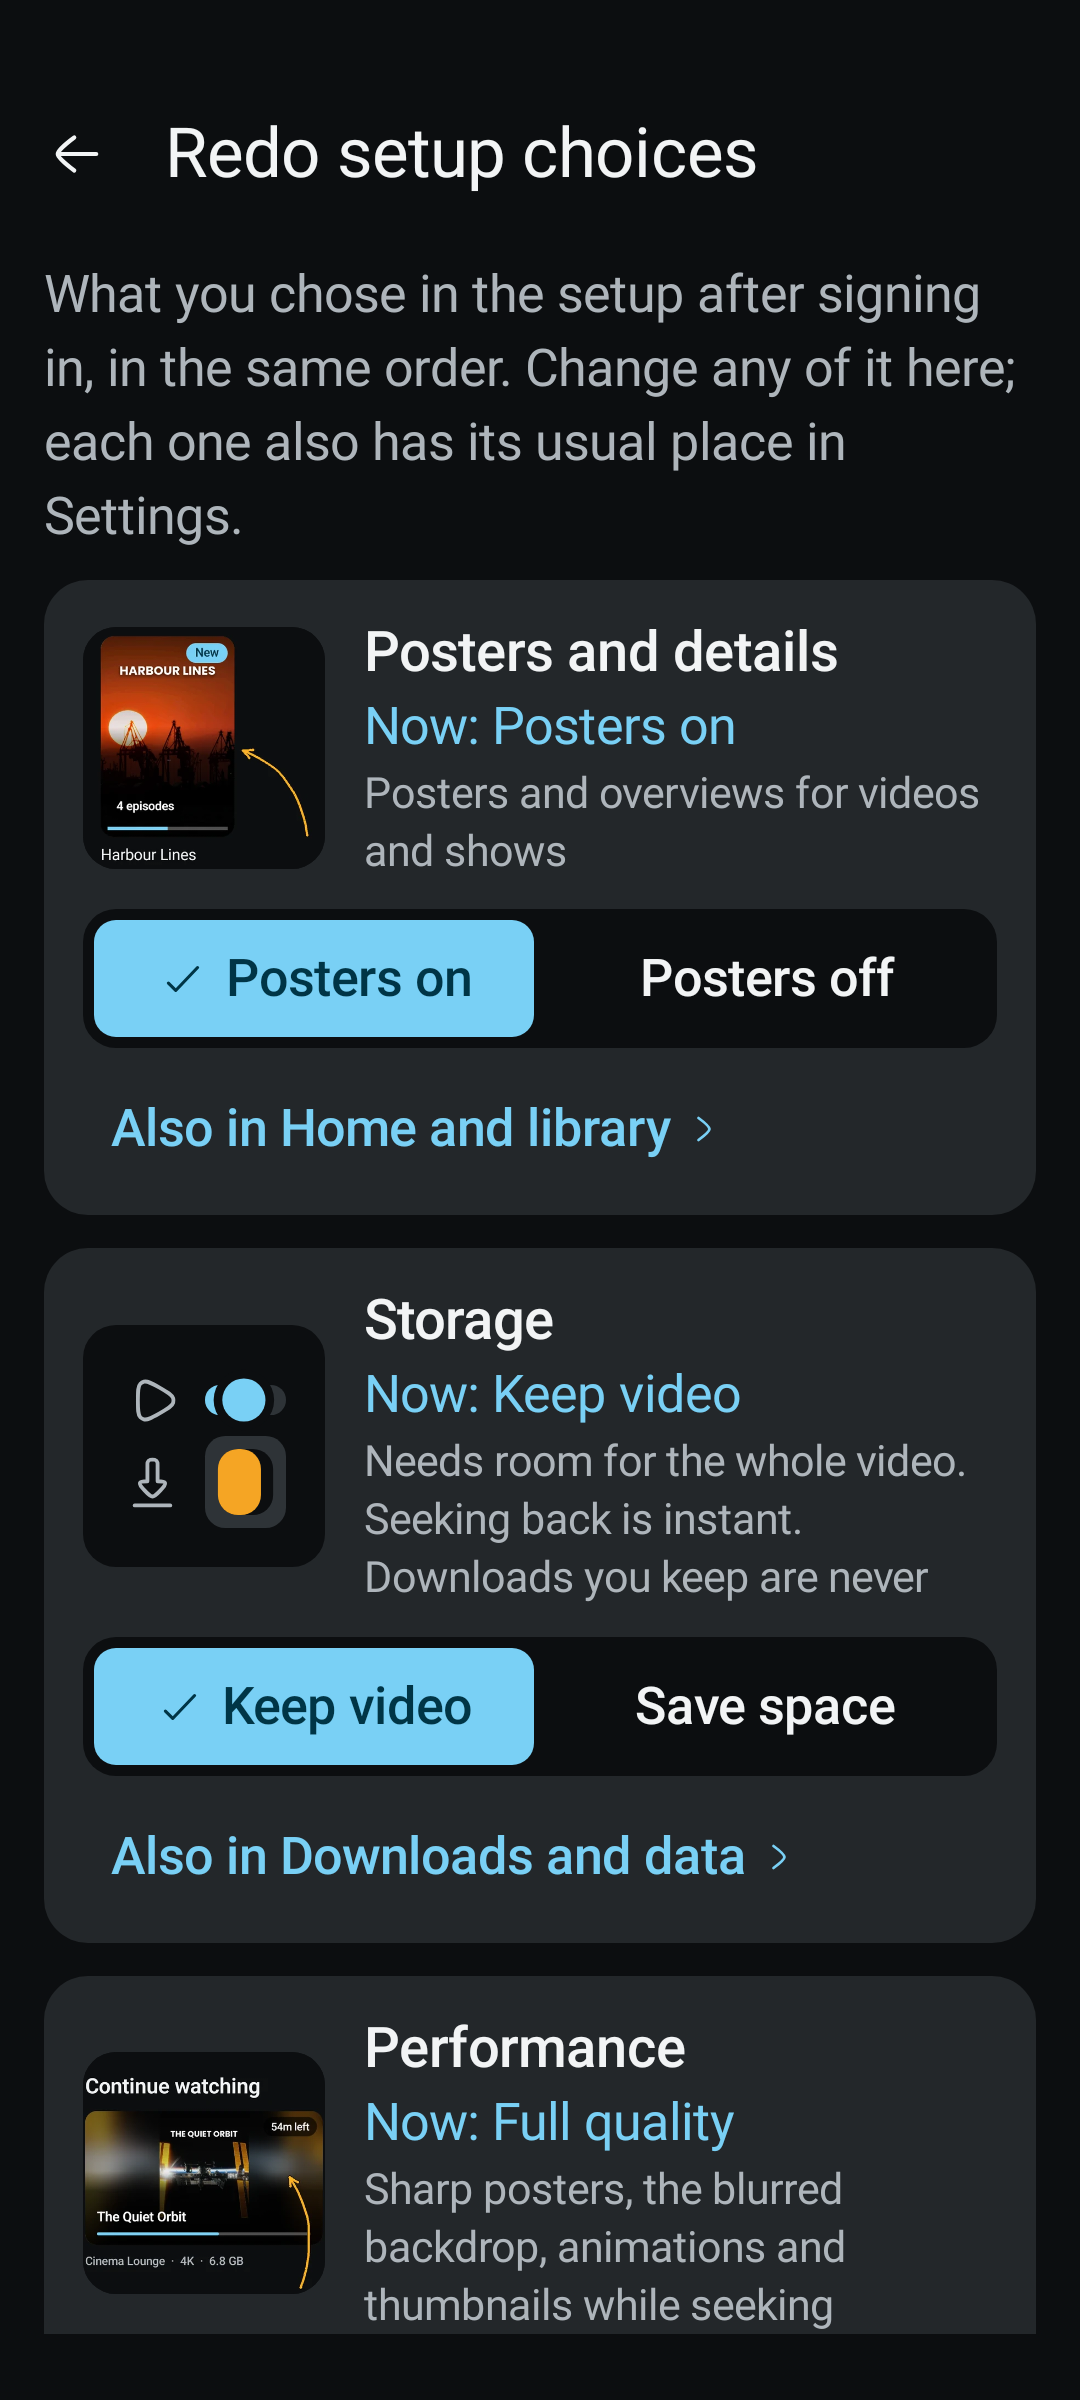 Redo setup choices
What you chose in the setup after signing
in, in the same order. Change any of it here;
each one also has its usual place in
Settings.
New
HARBOUR LINES
4 episodes
Harbour Lines
Posters and details
Now: Posters on
Posters and overviews for videos
and shows
Posters on
Posters off
Also in Home and library
Storage
Now: Keep video
Needs room for the whole video.
Seeking back is instant.
Downloads you keep are never
Keep video
Save space
Also in Downloads and data
Continue watching
THE QUIET ORBIT
54m left
The Quiet Orbit
Cinema Lounge · 4K · 6.8 GB
Performance
Now: Full quality
Sharp posters, the blurred
backdrop, animations and
thumbnails while seeking